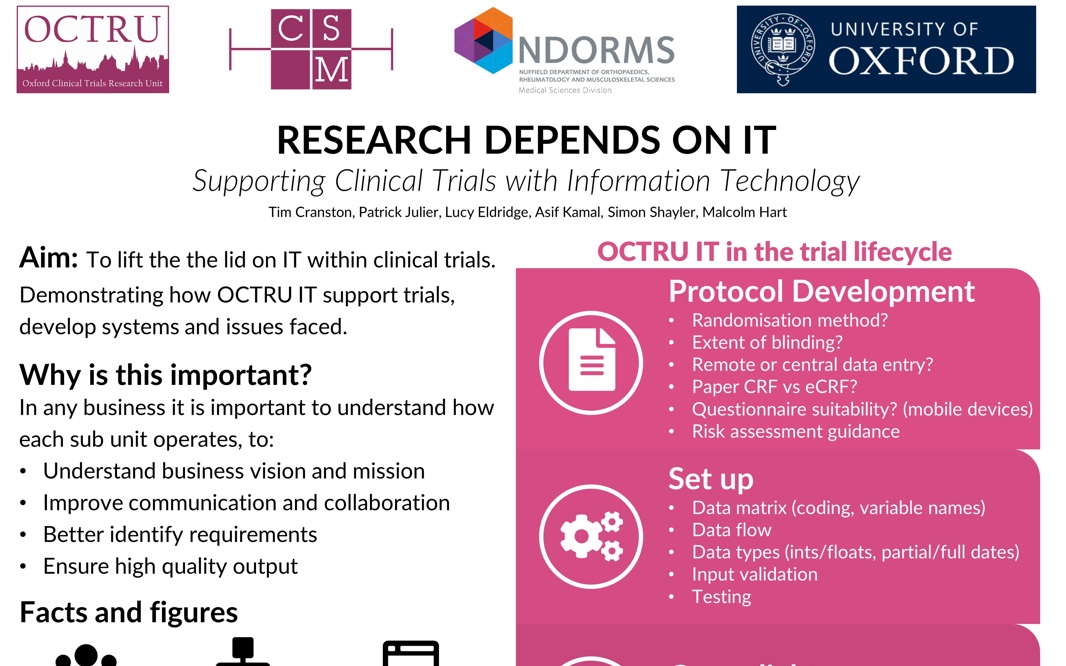 OCTRU
Oxford Clinical Trials Research Unit
C S
M
NDORMS
NUFFIELD DEPARTMENT OF ORTHOPAEDICS,
RHEUMATOLOGY AND MUSCULOSKELETAL SCIENCES
Medical Sciences Division
UNIVERSITY OF
OXFORD
RESEARCH DEPENDS ON IT
Supporting Clinical Trials with Information Technology
Tim Cranston, Patrick Julier, Lucy Eldridge, Asif Kamal, Simon Shayler, Malcolm Hart
Aim: To lift the the lid on IT within clinical trials.
Demonstrating how OCTRU IT support trials,
develop systems and issues faced.
Why is this important?
In any business it is important to understand how
each sub unit operates, to:
• Understand business vision and mission
• Improve communication and collaboration
• Better identify requirements
• Ensure high quality output
Facts and figures
OCTRU IT in the trial lifecycle
Protocol Development
• Randomisation method?
• Extent of blinding?
• Remote or central data entry?
• Paper CRF vs eCRF?
• Questionnaire suitability? (mobile devices)
• Risk assessment guidance
Set up
• Data matrix (coding, variable names)
• Data flow
• Data types (ints/floats, partial/full dates)
• Input validation
• Testing